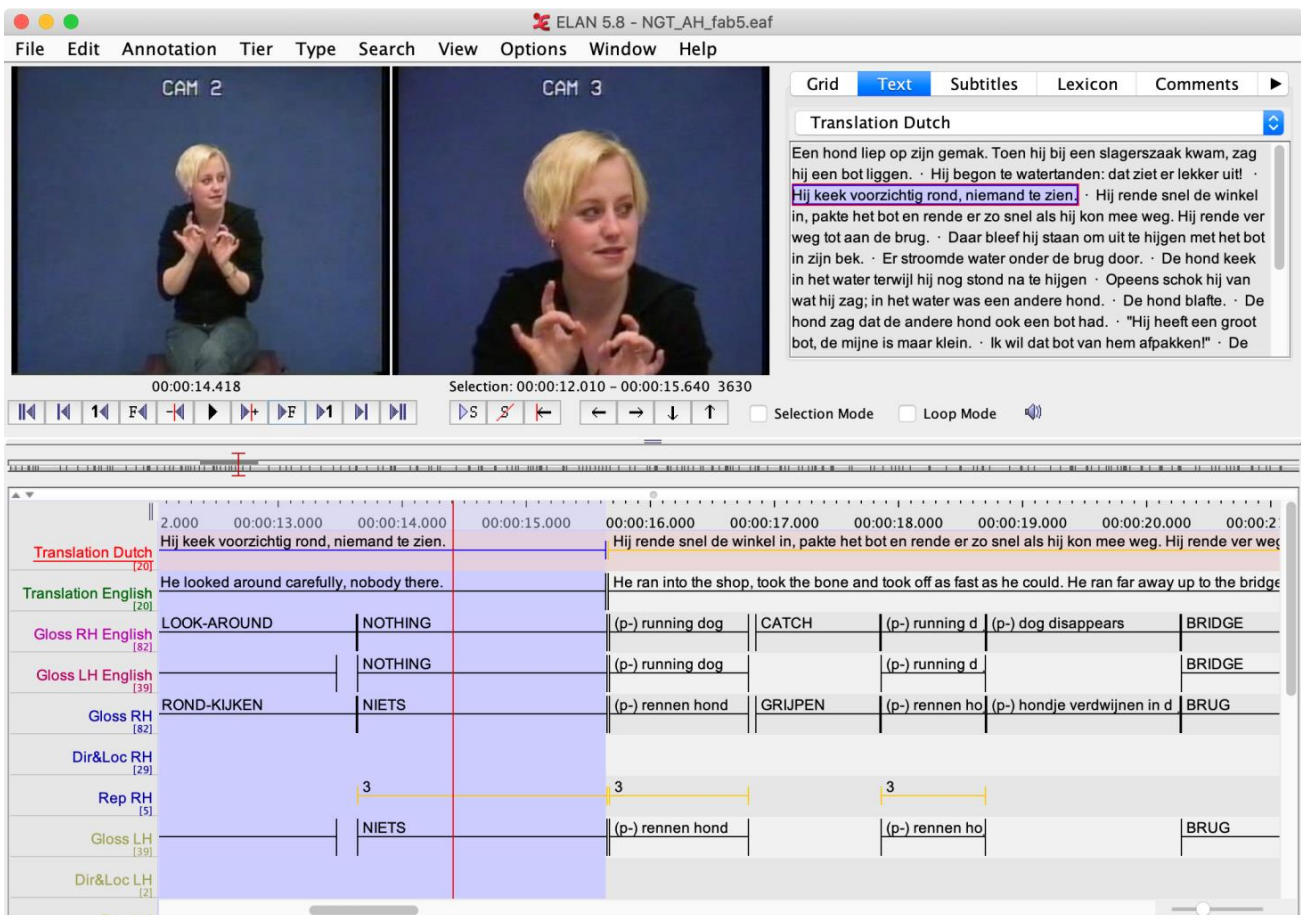 ELAN 5.8 - NGT_AH_fab5.eaf
File Edit Annotation Tier Type Search View Options Window Help
CAM 2
CAM 3
Grid Text Subtitles Lexicon Comments
Translation Dutch
Een hond liep op zijn gemak. Toen hij bij een slagerszaak kwam, zag
hij een bot liggen. · Hij begon te watertanden: dat ziet er lekker uit! ·
Hij keek voorzichtig rond, niemand te zien. · Hij rende snel de winkel
in, pakte het bot en rende er zo snel als hij kon mee weg. Hij rende ver
weg tot aan de brug. · Daar bleef hij staan om uit te hijgen met het bot
in zijn bek. · Er stroomde water onder de brug door. · De hond keek
in het water terwijl hij nog stond na te hijgen · Opeens schok hij van
wat hij zag; in het water was een andere hond. · De hond blafte. · De
hond zag dat de andere hond ook een bot had. · "Hij heeft een groot
bot, de mijne is maar klein. · Ik wil dat bot van hem afpakken!" · De
00:00:14.418
Selection: 00:00:12.010 - 00:00:15.640 3630
Selection Mode
Loop Mode
2.000 00:00:13.000 00:00:14.000 00:00:15.000 00:00:16.000 00:00:17.000 00:00:18.000 00:00:19.000 00:00:20.000 00:00:2
Translation Dutch [20] Hij keek voorzichtig rond, niemand te zien. Hij rende snel de winkel in, pakte het bot en rende er zo snel als hij kon mee weg. Hij rende ver weg
Translation English [20] He looked around carefully, nobody there. He ran into the shop, took the bone and took off as fast as he could. He ran far away up to the bridge
Gloss RH English [82] LOOK-AROUND NOTHING (p-) running dog CATCH (p-) running d (p-) dog disappears BRIDGE
Gloss LH English [39] NOTHING (p-) running dog (p-) running d BRIDGE
Gloss RH [82] ROND-KIJKEN NIETS (p-) rennen hond GRIJPEN (p-) rennen ho (p-) hondje verdwijnen in d BRUG
Dir&Loc RH [29]
Rep RH [5] 3 3 3
Gloss LH [39] NIETS (p-) rennen hond (p-) rennen ho BRUG
Dir&Loc LH [2]